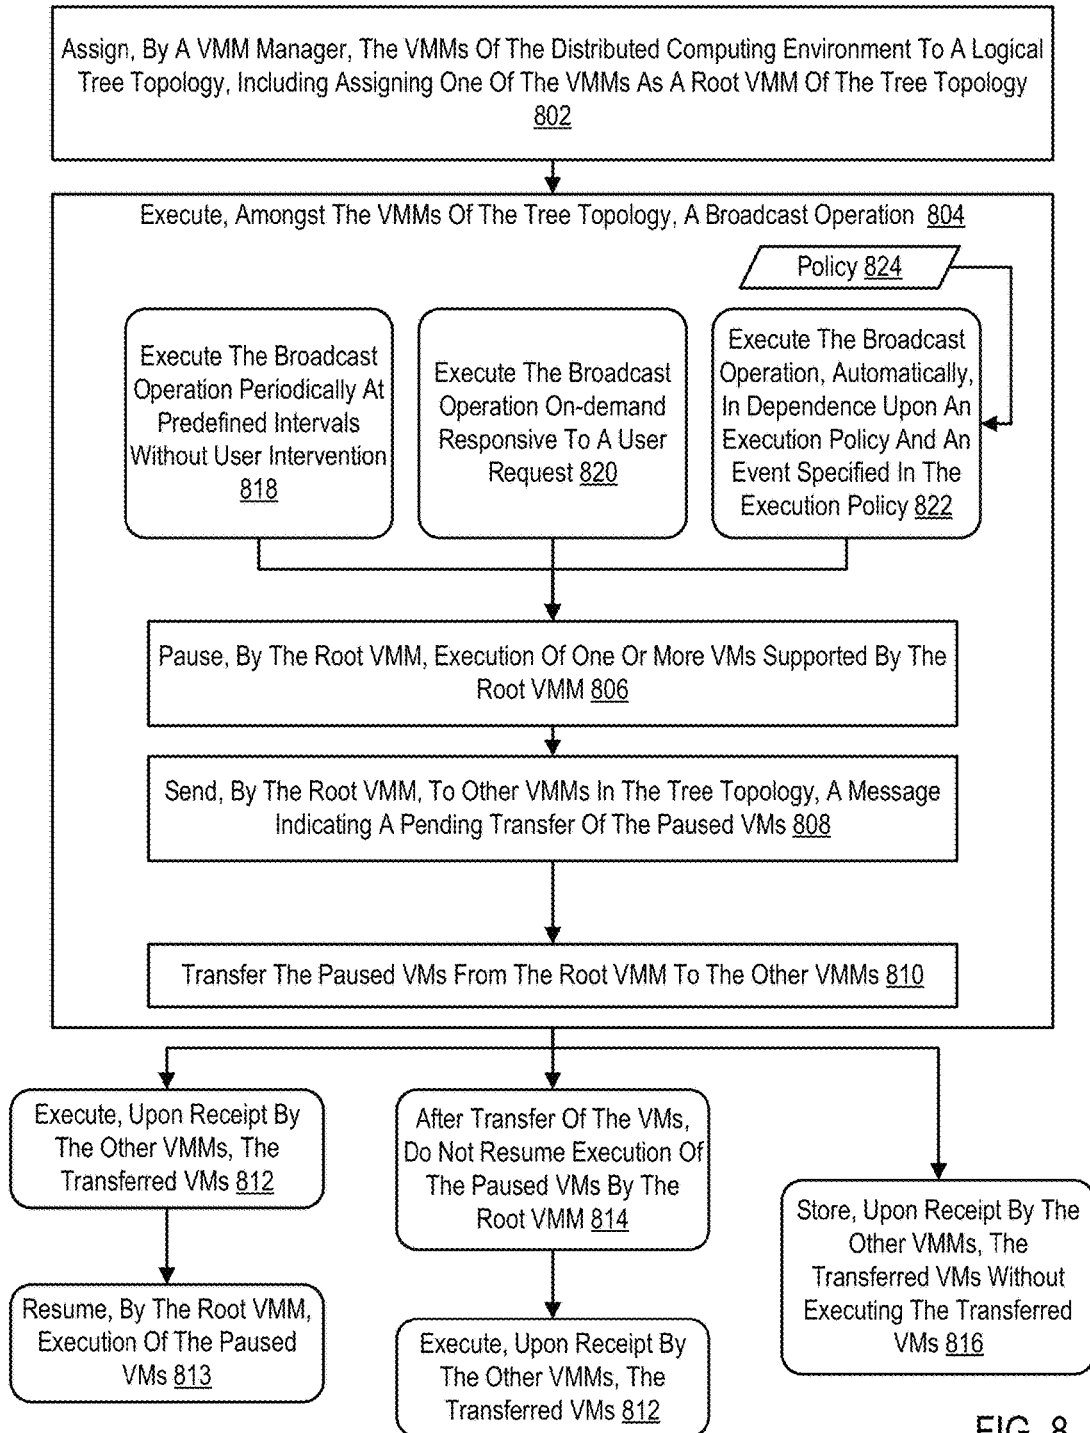 Assign, By A VMM Manager, The VMMs Of The Distributed Computing Environment To A Logical
Tree Topology, Including Assigning One Of The VMMs As A Root VMM Of The Tree Topology
802
Execute, Amongst The VMMs Of The Tree Topology, A Broadcast Operation 804
Policy 824
Execute The Broadcast
Operation Periodically At
Predefined Intervals
Without User Intervention
818
Execute The Broadcast
Operation On-demand
Responsive To A User
Request 820
Execute The Broadcast
Operation, Automatically,
In Dependence Upon An
Execution Policy And An
Event Specified In The
Execution Policy 822
Pause, By The Root VMM, Execution Of One Or More VMs Supported By The
Root VMM 806
Send, By The Root VMM, To Other VMMs In The Tree Topology, A Message
Indicating A Pending Transfer Of The Paused VMs 808
Transfer The Paused VMs From The Root VMM To The Other VMMs 810
Execute, Upon Receipt By
The Other VMMs, The
Transferred VMs 812
Resume, By The Root VMM,
Execution Of The Paused
VMs 813
After Transfer Of The VMs,
Do Not Resume Execution Of
The Paused VMs By The
Root VMM 814
Execute, Upon Receipt By
The Other VMMs, The
Transferred VMs 812
Store, Upon Receipt By The
Other VMMs, The
Transferred VMs Without
Executing The Transferred
VMs 816
FIG. 8